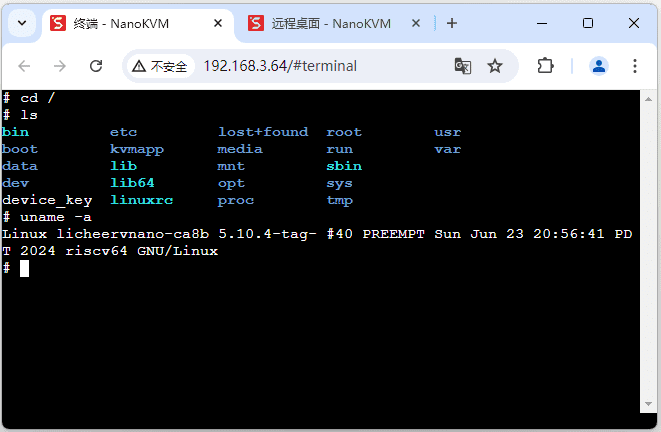 终端 - NanoKVM
远程桌面 - NanoKVM
不安全 192.168.3.64/#terminal
# cd /
# ls
bin etc lost+found root usr
boot kvmapp media run var
data lib mnt sbin
dev lib64 opt sys
device_key linuxrc proc tmp
# uname -a
Linux licheervnano-ca8b 5.10.4-tag- #40 PREEMPT Sun Jun 23 20:56:41 PD
T 2024 riscv64 GNU/Linux
#